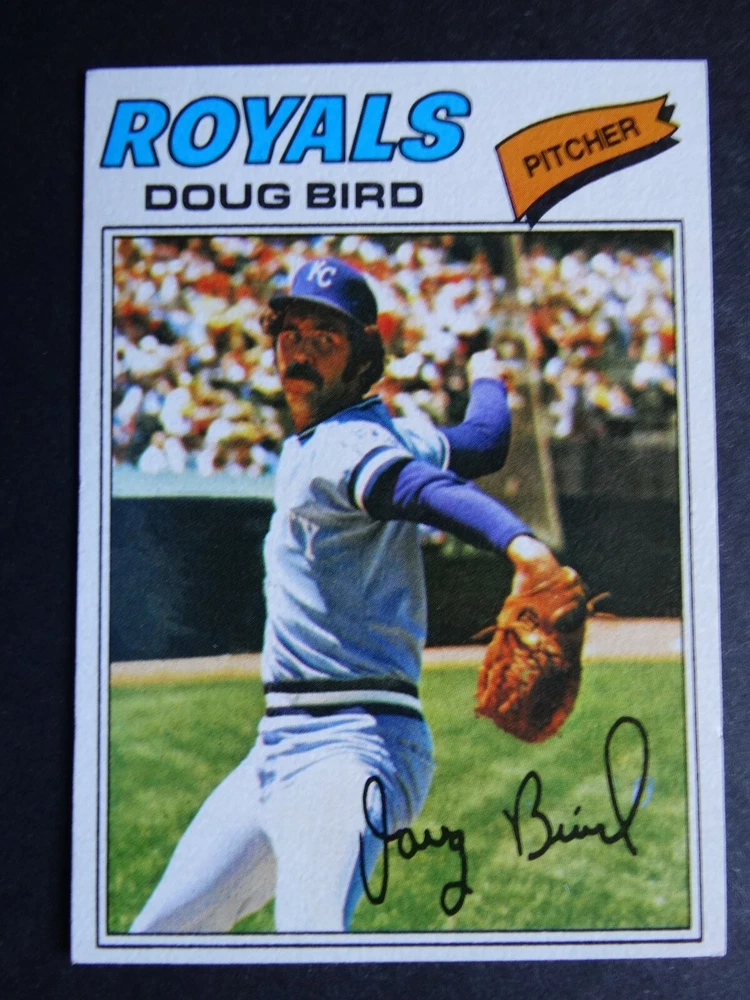 ROYALS
PITCHER
DOUG BIRD
KC
Y
Doug Bird